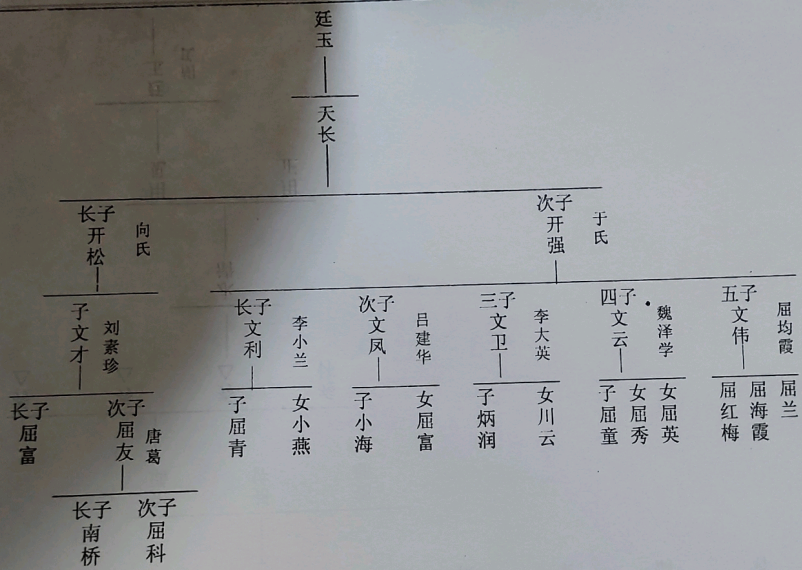 廷玉
天长
长子开松
向氏
次子开强
于氏
子文才
刘素珍
长子文利
李小兰
次子文凤
吕建华
三子文卫
李大英
四子文云
魏泽学
五子文伟
屈均霞
长子屈富
次子屈友
唐葛
子屈青
女小燕
子小海
女屈富
子炳润
女川云
子屈童
女屈秀
女屈英
屈红梅
屈海霞
屈兰
长子南桥
次子屈科